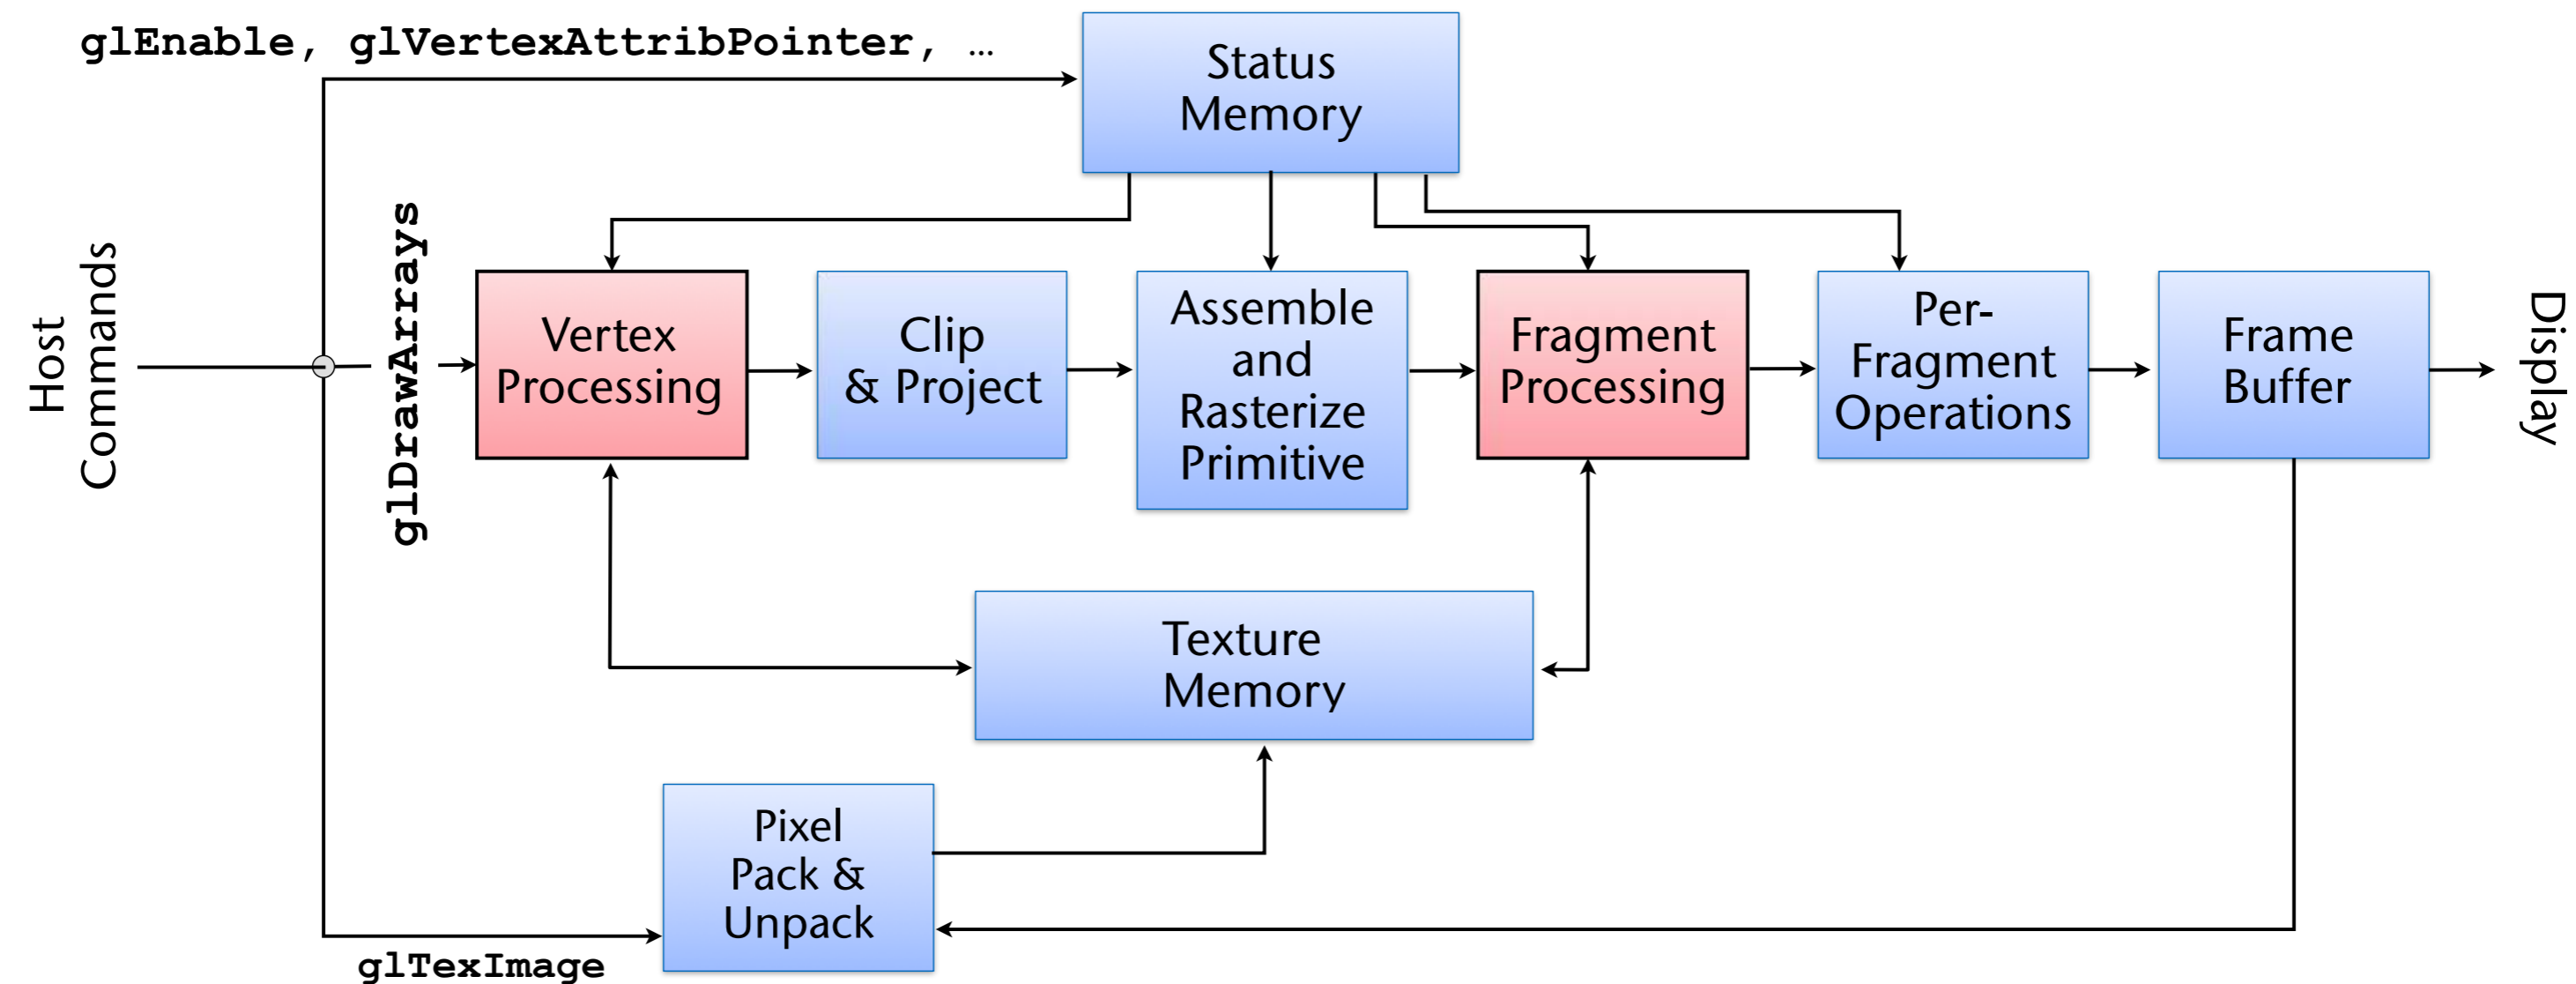 glEnable, glVertexAttribPointer, …
Status
Memory
Host
Commands
glDrawArrays
Vertex
Processing
Clip
& Project
Assemble
and
Rasterize
Primitive
Fragment
Processing
Per-
Fragment
Operations
Frame
Buffer
Display
Texture
Memory
Pixel
Pack &
Unpack
glTexImage